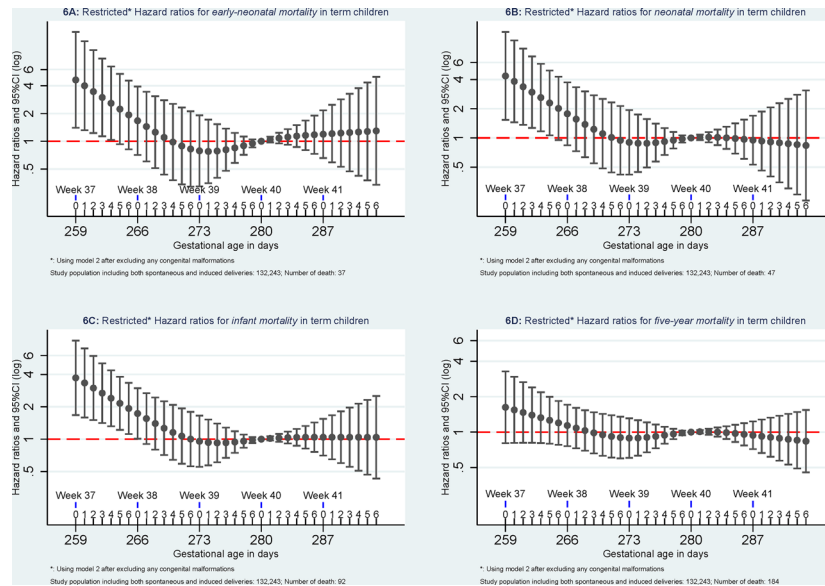 6A: Restricted* Hazard ratios for early-neonatal mortality in term children
Hazard ratios and 95%CI (log)
6
4
2
1
.5
Week 37 Week 38 Week 39 Week 40 Week 41
0 1 2 3 4 5 6 0 1 2 3 4 5 6 0 1 2 3 4 5 6 0 1 2 3 4 5 6 0 1 2 3 4 5 6
259 266 273 280 287
Gestational age in days
*: Using model 2 after excluding any congenital malformations
Study population including both spontaneous and induced deliveries: 132,243; Number of death: 37
6B: Restricted* Hazard ratios for neonatal mortality in term children
Hazard ratios and 95%CI (log)
6
4
2
1
.5
Week 37 Week 38 Week 39 Week 40 Week 41
0 1 2 3 4 5 6 0 1 2 3 4 5 6 0 1 2 3 4 5 6 0 1 2 3 4 5 6 0 1 2 3 4 5 6
259 266 273 280 287
Gestational age in days
*: Using model 2 after excluding any congenital malformations
Study population including both spontaneous and induced deliveries: 132,243; Number of death: 47
6C: Restricted* Hazard ratios for infant mortality in term children
Hazard ratios and 95%CI (log)
6
4
2
1
.5
Week 37 Week 38 Week 39 Week 40 Week 41
0 1 2 3 4 5 6 0 1 2 3 4 5 6 0 1 2 3 4 5 6 0 1 2 3 4 5 6 0 1 2 3 4 5 6
259 266 273 280 287
Gestational age in days
*: Using model 2 after excluding any congenital malformations
Study population including both spontaneous and induced deliveries: 132,243; Number of death: 92
6D: Restricted* Hazard ratios for five-year mortality in term children
Hazard ratios and 95%CI (log)
6
4
2
1
.5
Week 37 Week 38 Week 39 Week 40 Week 41
0 1 2 3 4 5 6 0 1 2 3 4 5 6 0 1 2 3 4 5 6 0 1 2 3 4 5 6 0 1 2 3 4 5 6
259 266 273 280 287
Gestational age in days
*: Using model 2 after excluding any congenital malformations
Study population including both spontaneous and induced deliveries: 132,243; Number of death: 184